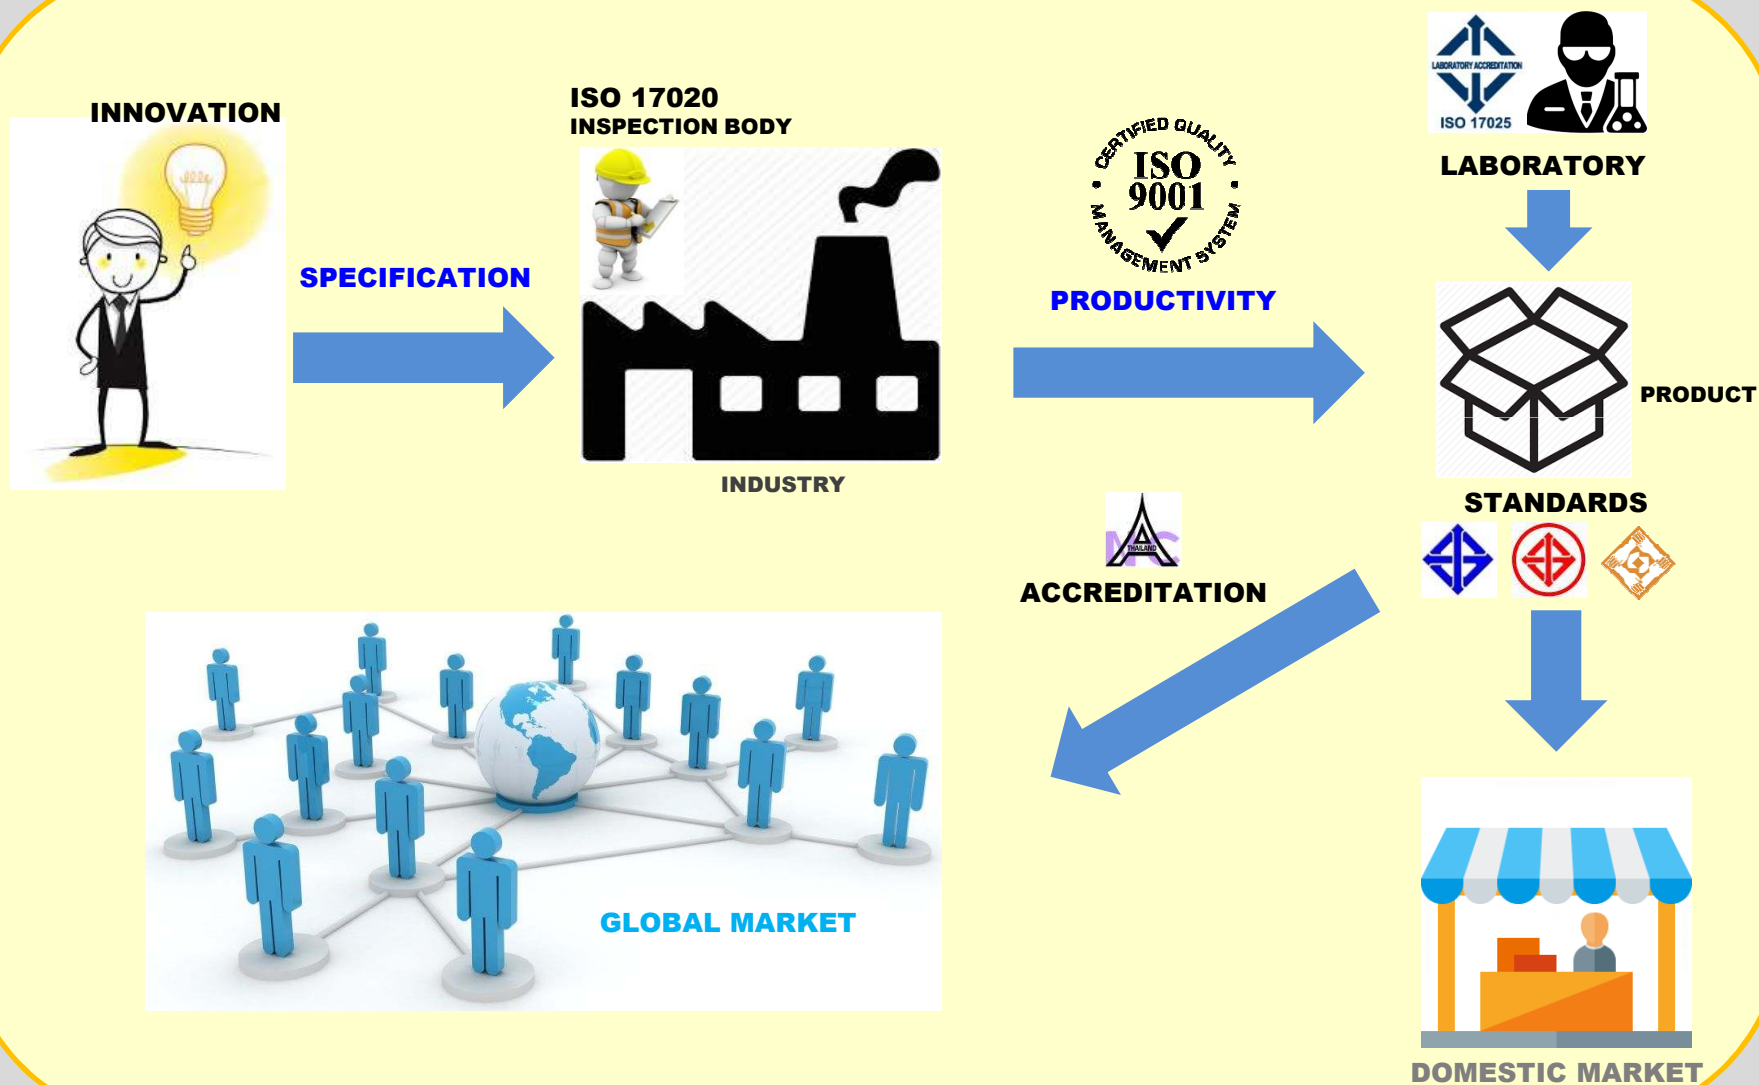 INNOVATION
SPECIFICATION
ISO 17020
INSPECTION BODY
INDUSTRY
CERTIFIED QUALITY
ISO
9001
MANAGEMENT SYSTEM
PRODUCTIVITY
LABORATORY ACCREDITATION
ISO 17025
LABORATORY
PRODUCT
STANDARDS
THAILAND
ACCREDITATION
GLOBAL MARKET
DOMESTIC MARKET